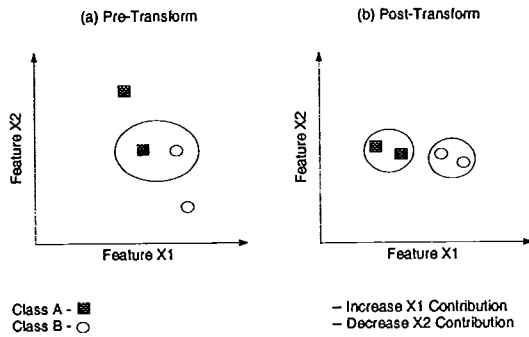 (a) Pre-Transform
(b) Post-Transform
Feature X2
Feature X1
Feature X2
Feature X1
Class A -
Class B -
– Increase X1 Contribution
– Decrease X2 Contribution